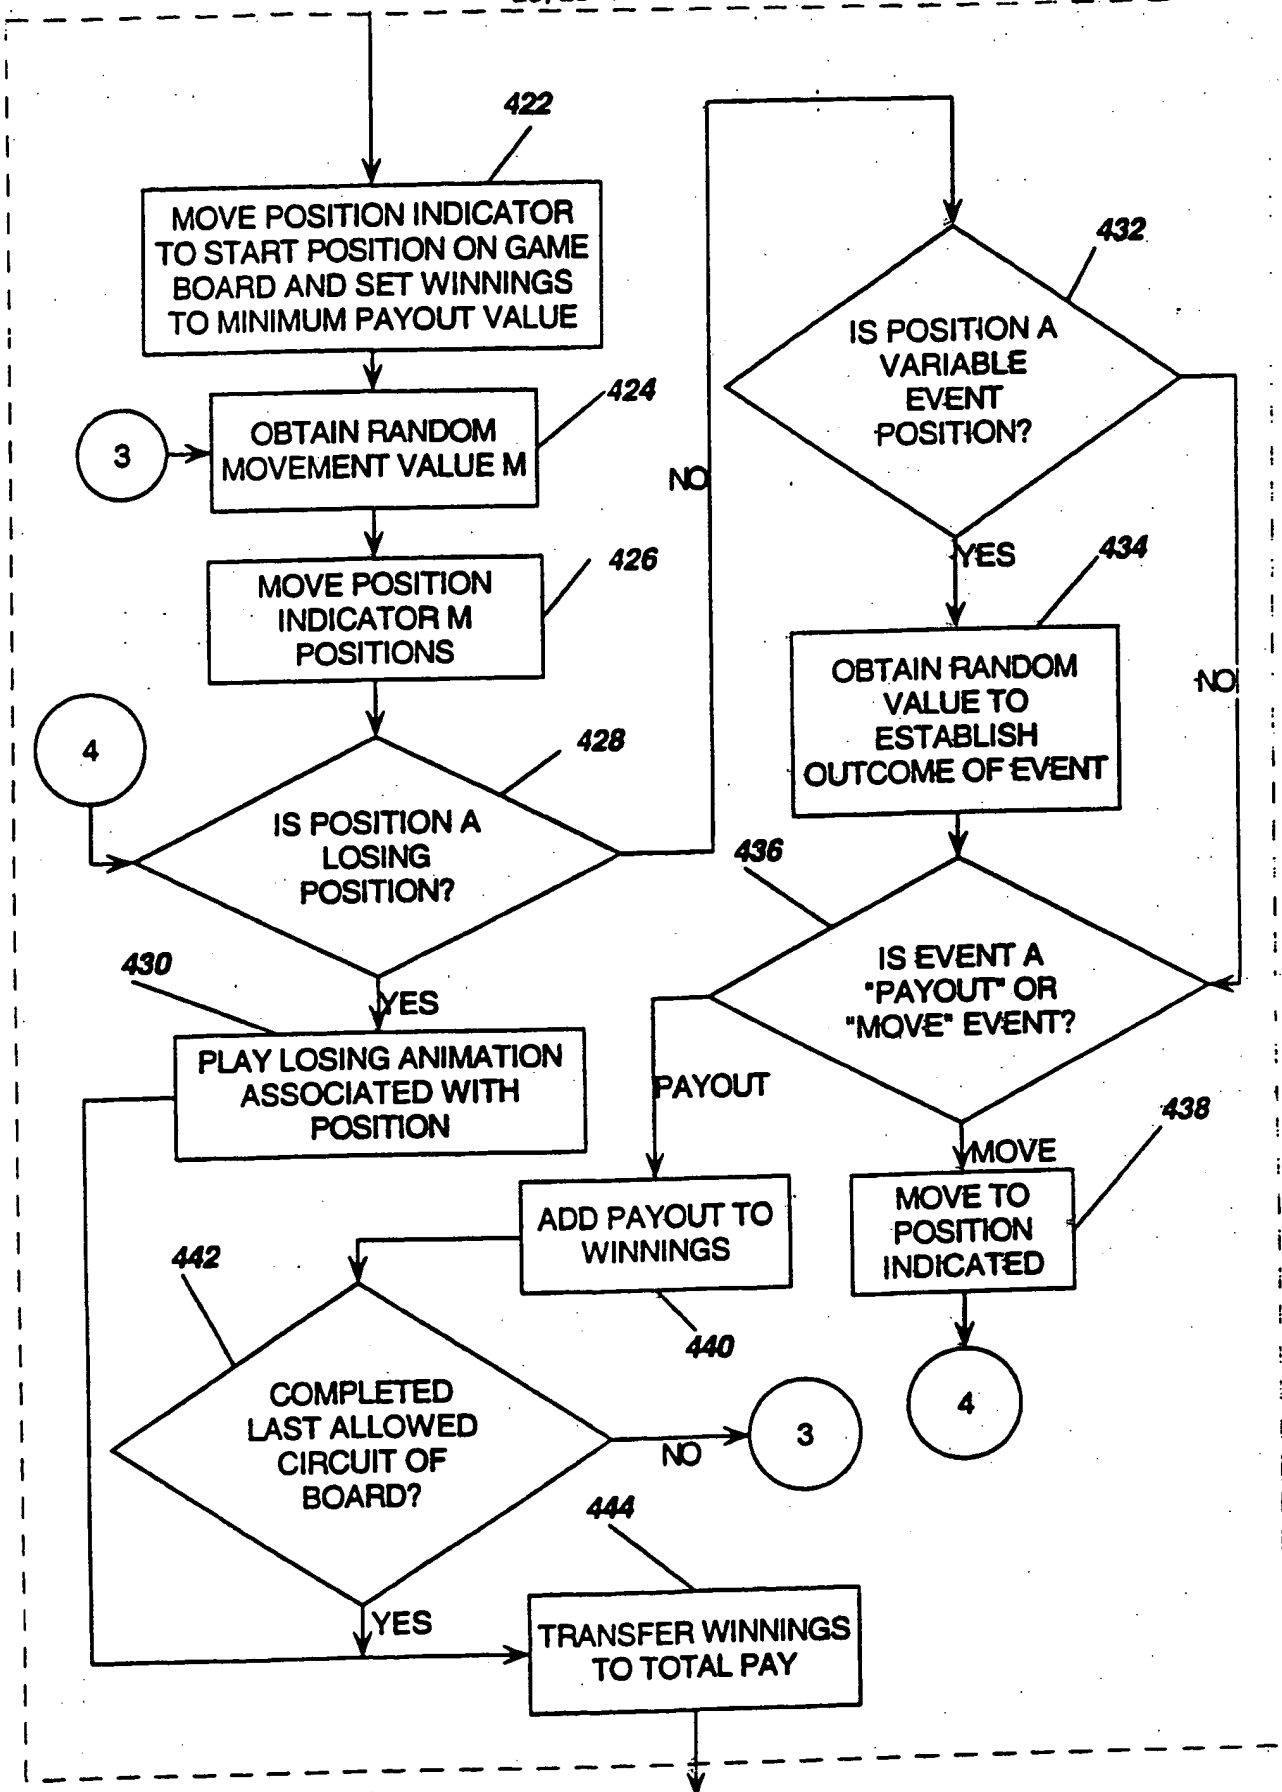 422
MOVE POSITION INDICATOR
TO START POSITION ON GAME
BOARD AND SET WINNINGS
TO MINIMUM PAYOUT VALUE
424
3
OBTAIN RANDOM
MOVEMENT VALUE M
426
MOVE POSITION
INDICATOR M
POSITIONS
4
428
IS POSITION A
LOSING
POSITION?
NO
YES
430
PLAY LOSING ANIMATION
ASSOCIATED WITH
POSITION
432
IS POSITION A
VARIABLE
EVENT
POSITION?
YES
NO
434
OBTAIN RANDOM
VALUE TO
ESTABLISH
OUTCOME OF EVENT
436
IS EVENT A
"PAYOUT" OR
"MOVE" EVENT?
PAYOUT
MOVE
438
MOVE TO
POSITION
INDICATED
4
ADD PAYOUT TO
WINNINGS
440
442
COMPLETED
LAST ALLOWED
CIRCUIT OF
BOARD?
NO
3
YES
444
TRANSFER WINNINGS
TO TOTAL PAY